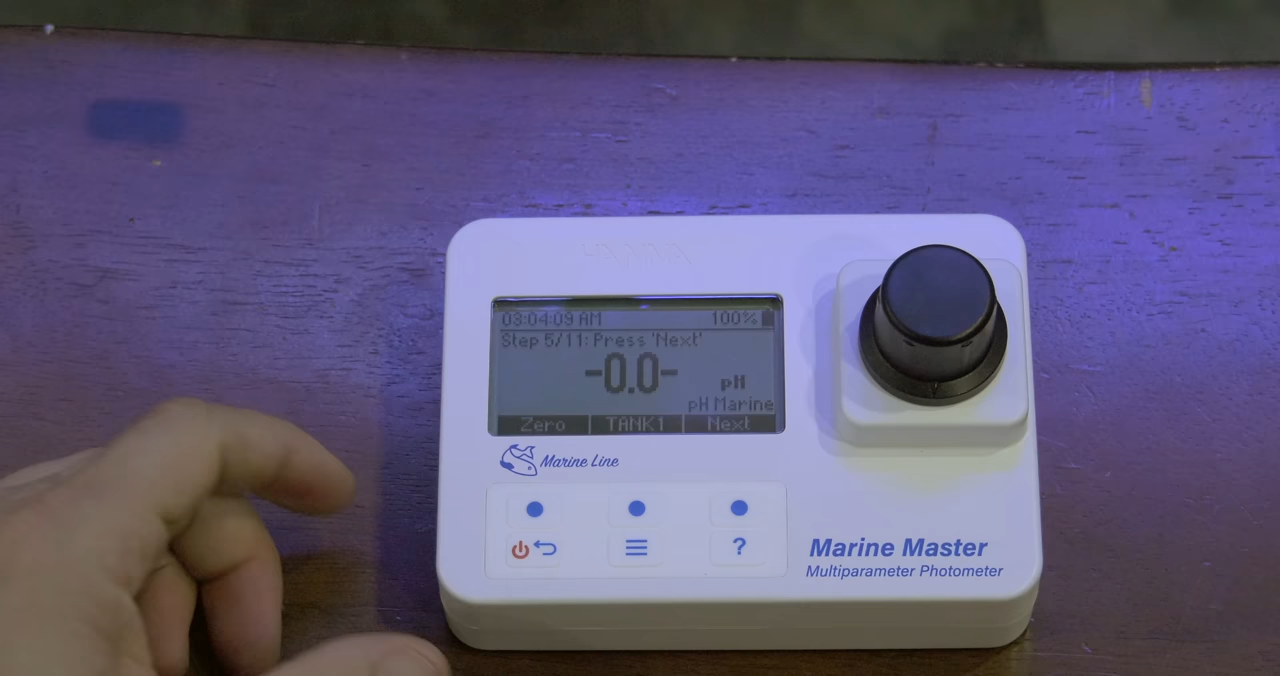 HANNA
03:04:09 AM 100%
Step 5/11: Press 'Next'
-0.0-
pH
pH Marine
Zero TANK1 Next
Marine Line
?
Marine Master
Multiparameter Photometer